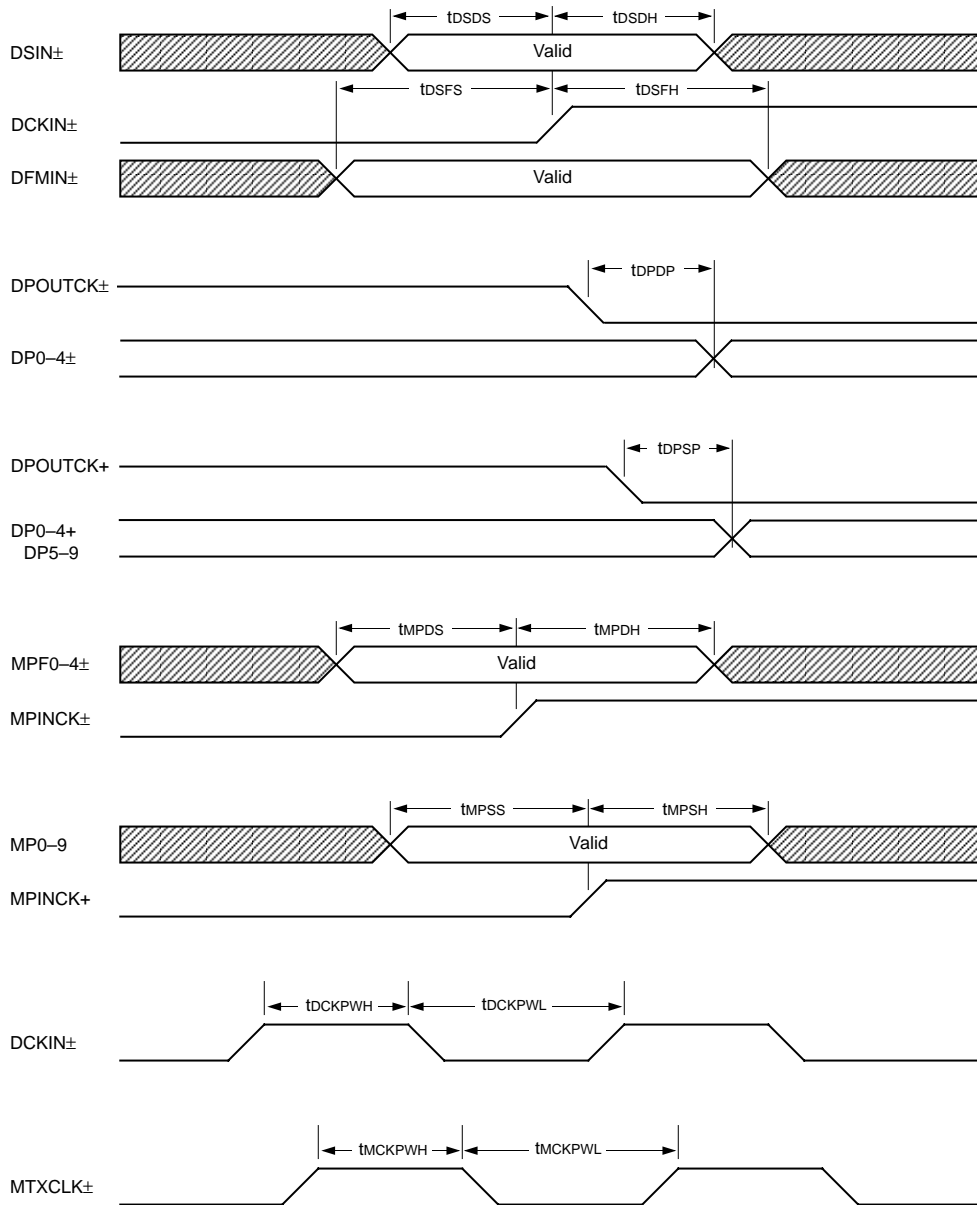 tDSDS tDSDH
DSIN± Valid
tDSFS tDSFH
DCKIN±
DFMIN± Valid
tDPDP
DPOUTCK±
DP0–4±
tDPSP
DPOUTCK+
DP0–4+
DP5–9
tMPDS tMPDH
MPF0–4± Valid
MPINCK±
tMPSS tMPSH
MP0–9 Valid
MPINCK+
tDCKPWH tDCKPWL
DCKIN±
tMCKPWH tMCKPWL
MTXCLK±